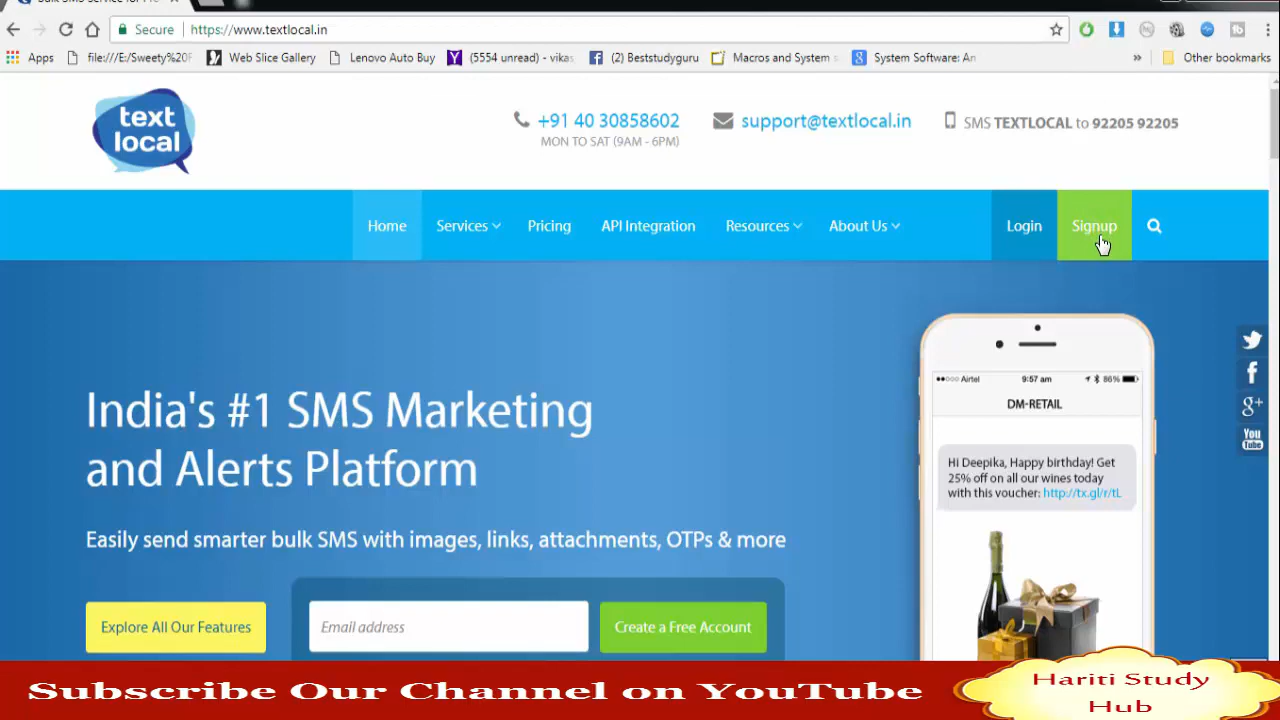 Secure
https://www.textlocal.in
Apps
file:///E:/Sweety%20F
Web Slice Gallery
Lenovo Auto Buy
(5554 unread) - vikas
(2) Beststudyguru
Macros and System s
System Software: An
»
Other bookmarks
text
local
+91 40 30858602
MON TO SAT (9AM - 6PM)
support@textlocal.in
SMS TEXTLOCAL to 92205 92205
Home
Services
Pricing
API Integration
Resources
About Us
Login
Signup
India's #1 SMS Marketing
and Alerts Platform
Easily send smarter bulk SMS with images, links, attachments, OTPs & more
Explore All Our Features
Email address
Create a Free Account
Airtel
9:57 am
86%
DM-RETAIL
Hi Deepika, Happy birthday! Get
25% off on all our wines today
with this voucher: http://tx.gl/r/tL
You
Tube
Subscribe Our Channel on YouTube
Hariti Study
Hub